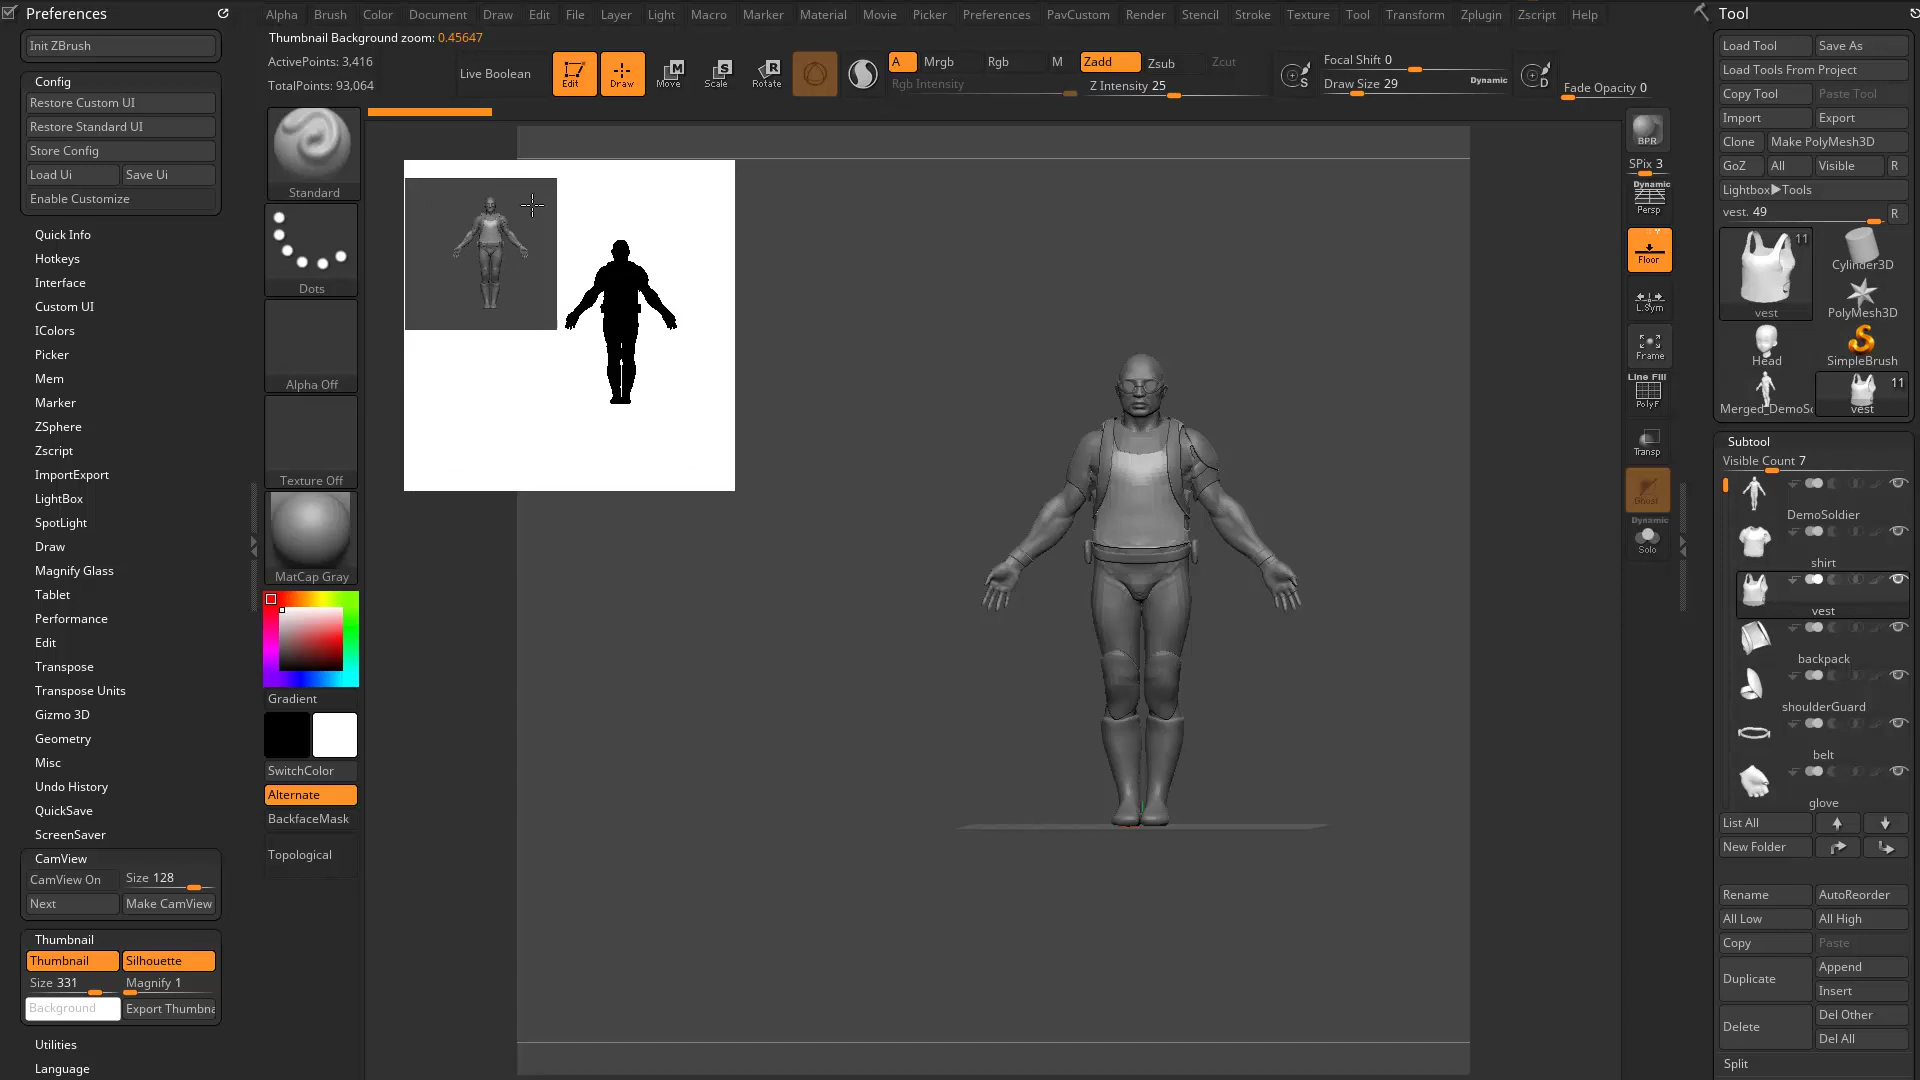 Preferences
Init ZBrush
Config
Restore Custom UI
Restore Standard UI
Store Config
Load Ui
Save Ui
Enable Customize
Quick Info
Hotkeys
Interface
Custom UI
IColors
Picker
Mem
Marker
ZSphere
Zscript
ImportExport
LightBox
SpotLight
Draw
Magnify Glass
Tablet
Performance
Edit
Transpose
Transpose Units
Gizmo 3D
Geometry
Misc
Undo History
QuickSave
ScreenSaver
CamView
CamView On
Size 128
Next
Make CamView
Thumbnail
Thumbnail
Silhouette
Size 331
Magnify 1
Background
Export Thumbna
Utilities
Language
Alpha Brush Color Document Draw Edit File Layer Light Macro Marker Material Movie Picker Preferences PavCustom Render Stencil Stroke Texture Tool Transform Zplugin Zscript Help
Thumbnail Background zoom: 0.45647
ActivePoints: 3,416
TotalPoints: 93,064
Live Boolean
Edit
Draw
Move
Scale
Rotate
A
Mrgb
Rgb
M
Zadd
Zsub
Zcut
Rgb Intensity
Z Intensity 25
S
Focal Shift 0
Draw Size 29
Dynamic
D
Fade Opacity 0
Standard
Dots
Alpha Off
Texture Off
MatCap Gray
Gradient
SwitchColor
Alternate
BackfaceMask
Topological
BPR
SPix 3
Dynamic
Persp
Floor
L.Sym
Frame
Line Fill
PolyF
Transp
Ghost
Dynamic
Solo
Tool
Load Tool
Save As
Load Tools From Project
Copy Tool
Paste Tool
Import
Export
Clone
Make PolyMesh3D
GoZ
All
Visible
R
Lightbox▶Tools
vest. 49
R
11
vest
Cylinder3D
PolyMesh3D
Head
SimpleBrush
Merged_DemoSo
11
vest
Subtool
Visible Count 7
DemoSoldier
shirt
vest
backpack
shoulderGuard
belt
glove
List All
New Folder
Rename
AutoReorder
All Low
All High
Copy
Paste
Duplicate
Append
Insert
Delete
Del Other
Del All
Split